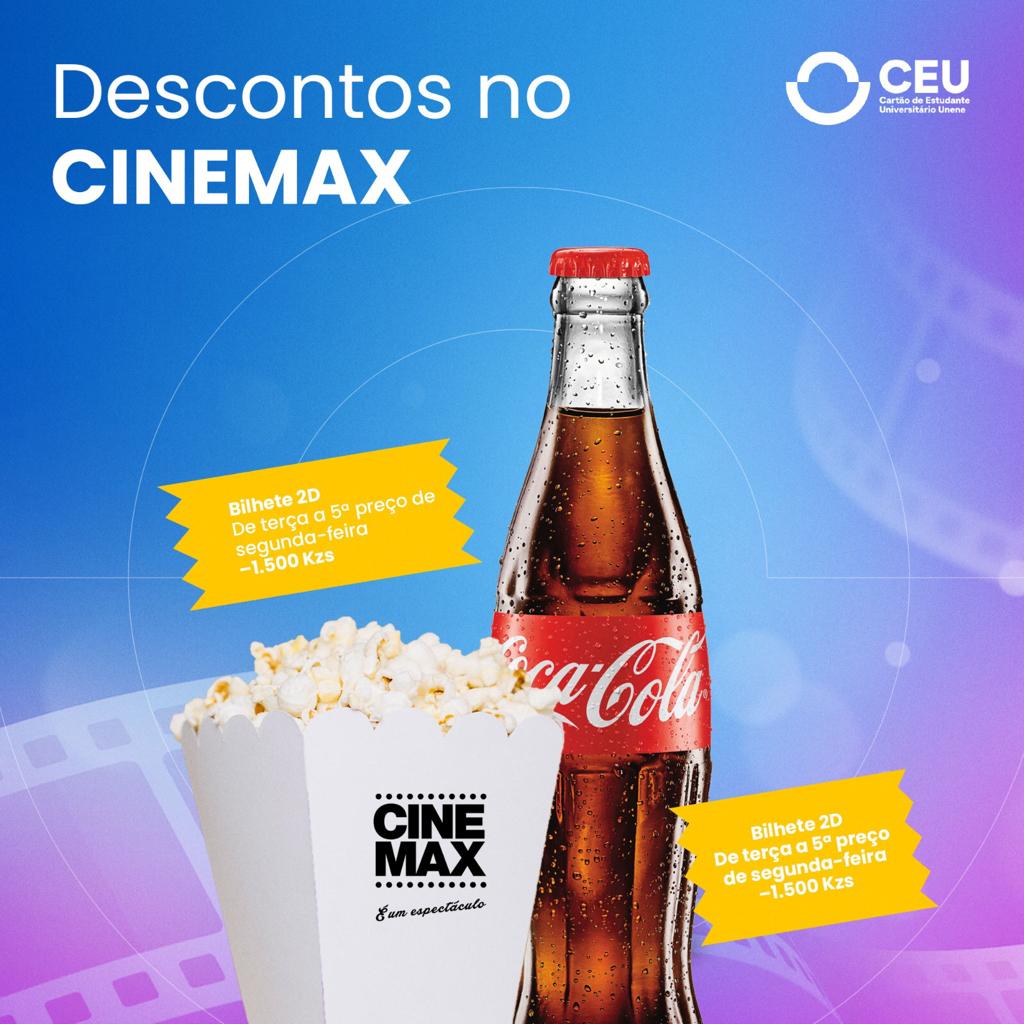 Descontos no
CINEMAX
CEU
Cartão de Estudante
Universitário Unene
Bilhete 2D
De terça a 5ª preço de
segunda-feira
–1.500 Kzs
Coca-Cola
CINE
MAX
É um espectáculo
Bilhete 2D
De terça a 5ª preço
de segunda-feira
–1.500 Kzs